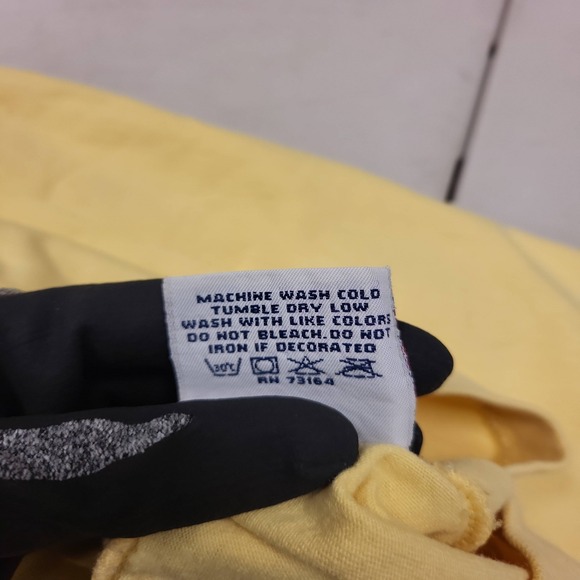 MACHINE WASH COLD
TUMBLE DRY LOW
WASH WITH LIKE COLORS
DO NOT BLEACH. DO NOT
IRON IF DECORATED
30°C
RN 73164